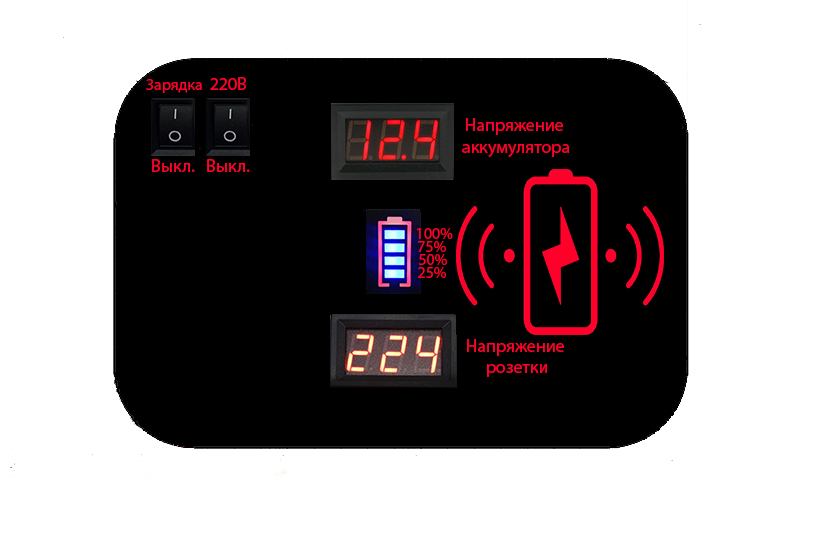 Зарядка 220В
I I
O O
Выкл. Выкл.
12.4
Напряжение
аккумулятора
100%
75%
50%
25%
224
Напряжение
розетки